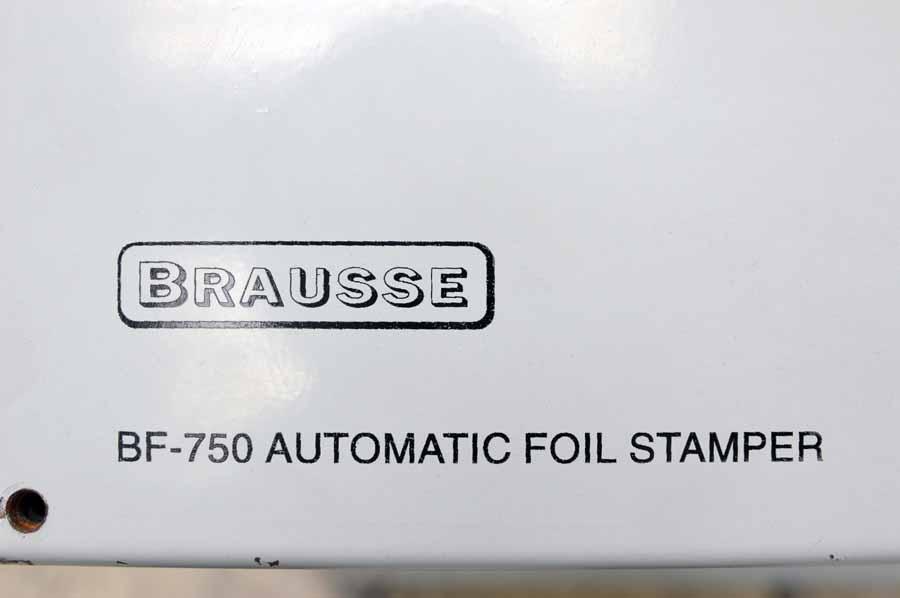 BRAUSSE
BF-750 AUTOMATIC FOIL STAMPER